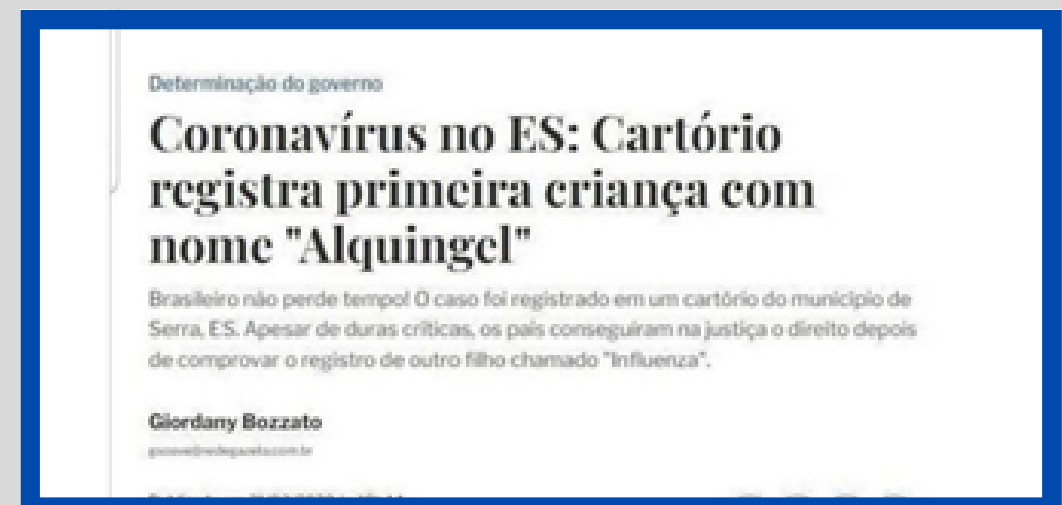 Determinação do governo
Coronavírus no ES: Cartório
registra primeira criança com
nome "Alquingel"
Brasileiro não perde tempo! O caso foi registrado em um cartório do município de
Serra, ES. Apesar de duras críticas, os pais conseguiram na justiça o direito depois
de comprovar o registro de outro filho chamado "Influenza".
Giordany Bozzato